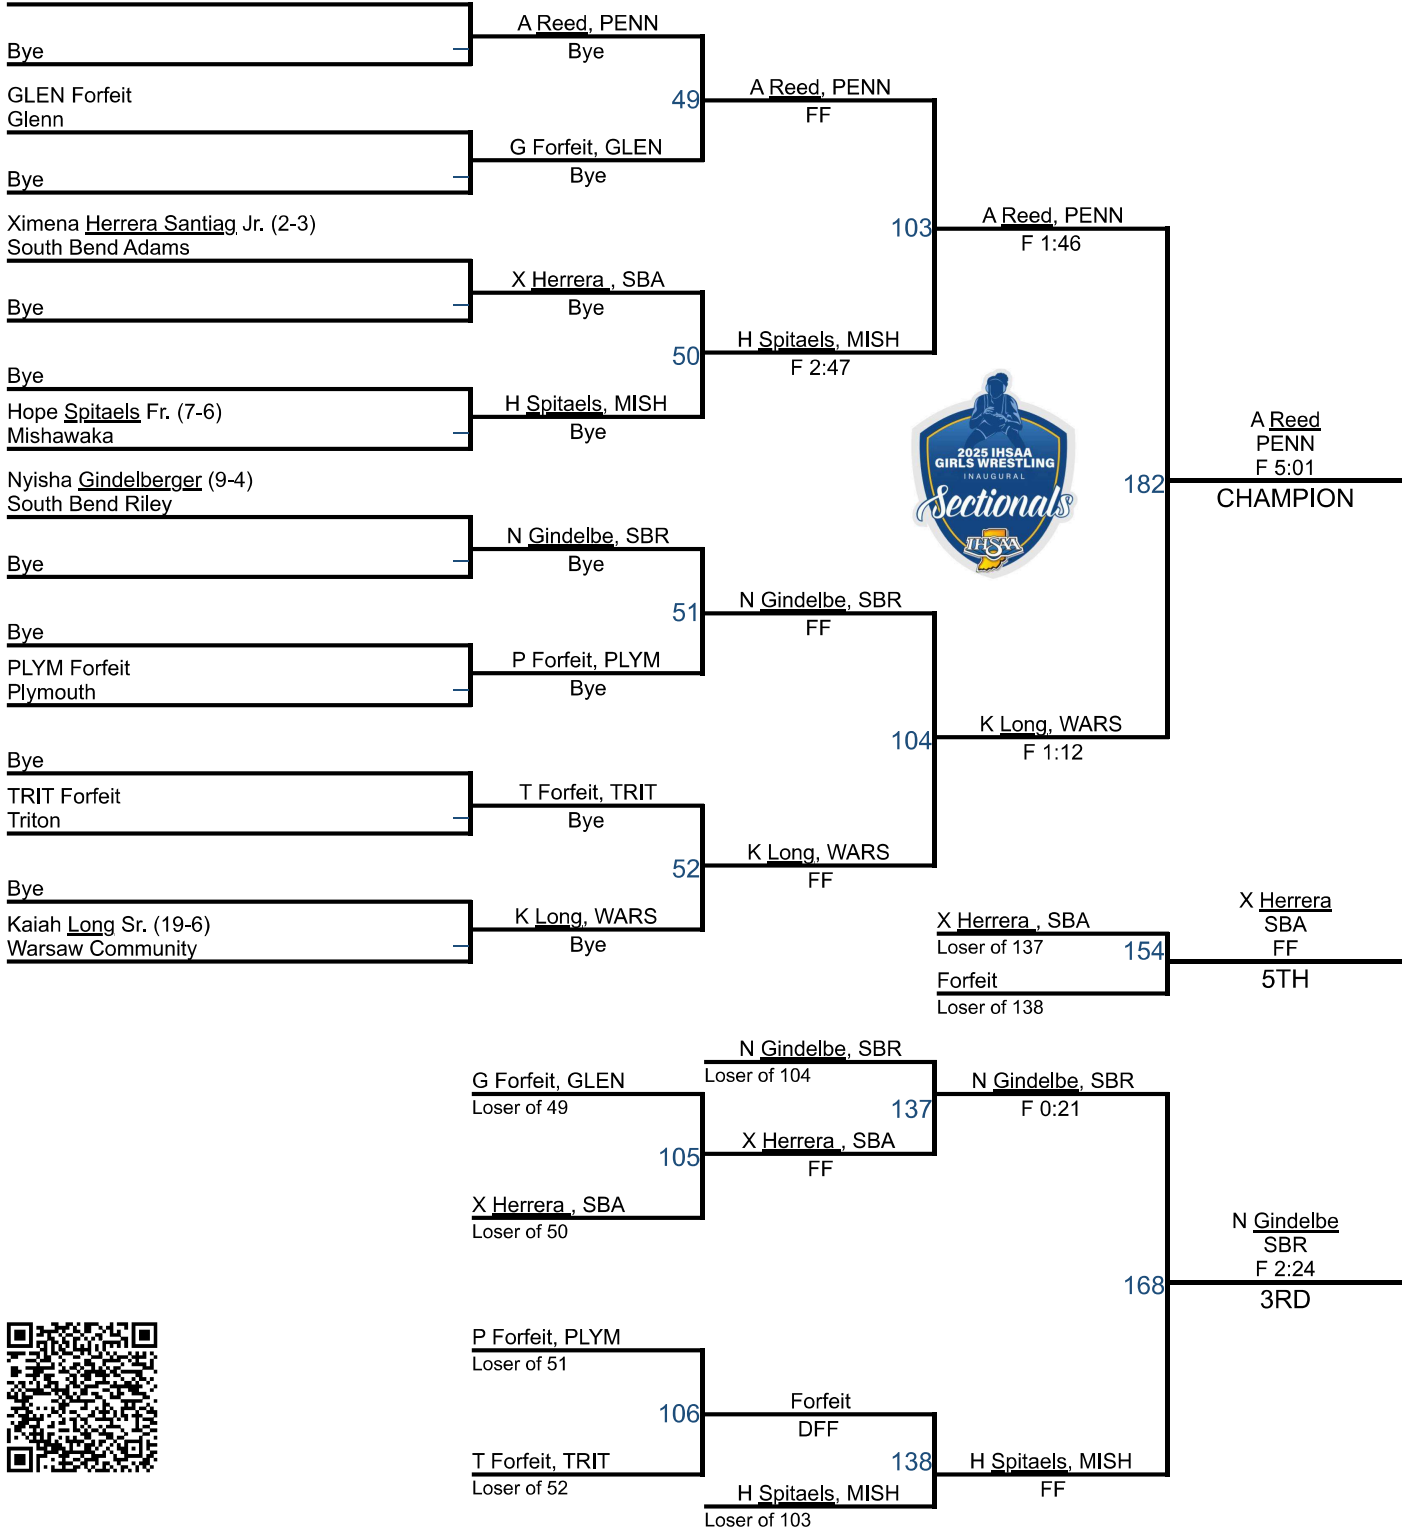 A Reed, PENN
Bye
Bye
GLEN Forfeit
Glenn
49
A Reed, PENN
FF
G Forfeit, GLEN
Bye
Bye
Ximena Herrera Santiag Jr. (2-3)
South Bend Adams
103
A Reed, PENN
F 1:46
X Herrera , SBA
Bye
Bye
50
H Spitaels, MISH
F 2:47
Bye
Hope Spitaels Fr. (7-6)
Mishawaka
H Spitaels, MISH
Bye
2025 IHSAA
GIRLS WRESTLING
INAUGURAL
Sectionals
IHSAA
182
A Reed
PENN
F 5:01
CHAMPION
Nyisha Gindelberger (9-4)
South Bend Riley
N Gindelbe, SBR
Bye
Bye
51
N Gindelbe, SBR
FF
Bye
PLYM Forfeit
Plymouth
P Forfeit, PLYM
Bye
104
K Long, WARS
F 1:12
Bye
TRIT Forfeit
Triton
T Forfeit, TRIT
Bye
52
K Long, WARS
FF
Bye
Kaiah Long Sr. (19-6)
Warsaw Community
K Long, WARS
Bye
X Herrera , SBA
Loser of 137
154
Forfeit
Loser of 138
X Herrera
SBA
FF
5TH
N Gindelbe, SBR
Loser of 104
G Forfeit, GLEN
Loser of 49
137
N Gindelbe, SBR
F 0:21
105
X Herrera , SBA
FF
X Herrera , SBA
Loser of 50
168
N Gindelbe
SBR
F 2:24
3RD
P Forfeit, PLYM
Loser of 51
106
Forfeit
DFF
T Forfeit, TRIT
Loser of 52
138
H Spitaels, MISH
FF
H Spitaels, MISH
Loser of 103